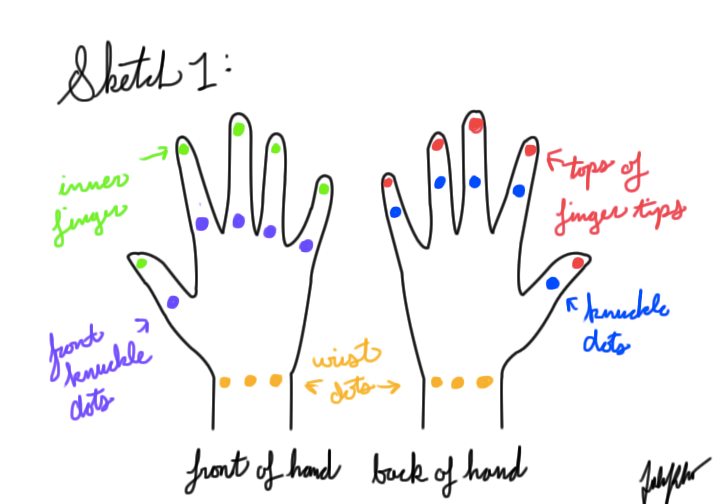 Sketch 1:
inner
finger
tops of
finger tips
front
knuckle
dots
wrist
dots
knuckle
dots
front of hand
back of hand